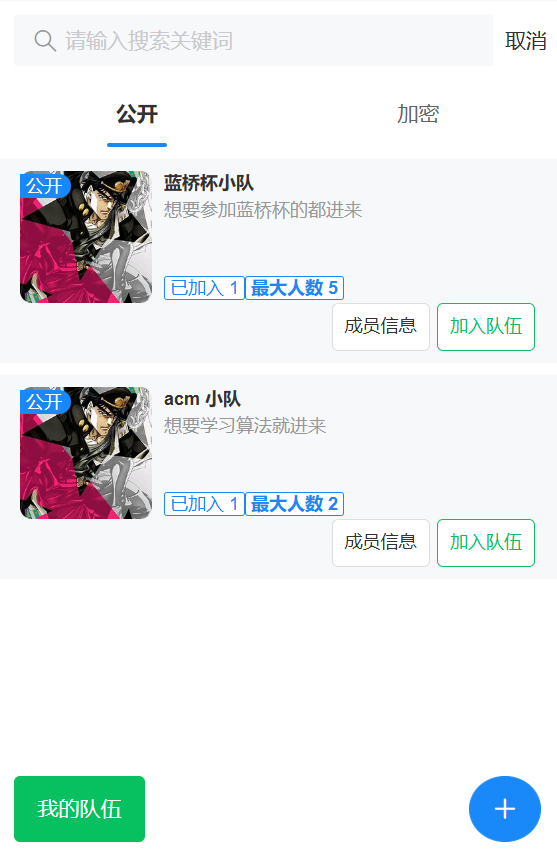 请输入搜索关键词 取消
公开 加密
公开 蓝桥杯小队
想要参加蓝桥杯的都进来
已加入 1 最大人数 5
成员信息 加入队伍
公开 acm 小队
想要学习算法就进来
已加入 1 最大人数 2
成员信息 加入队伍
我的队伍